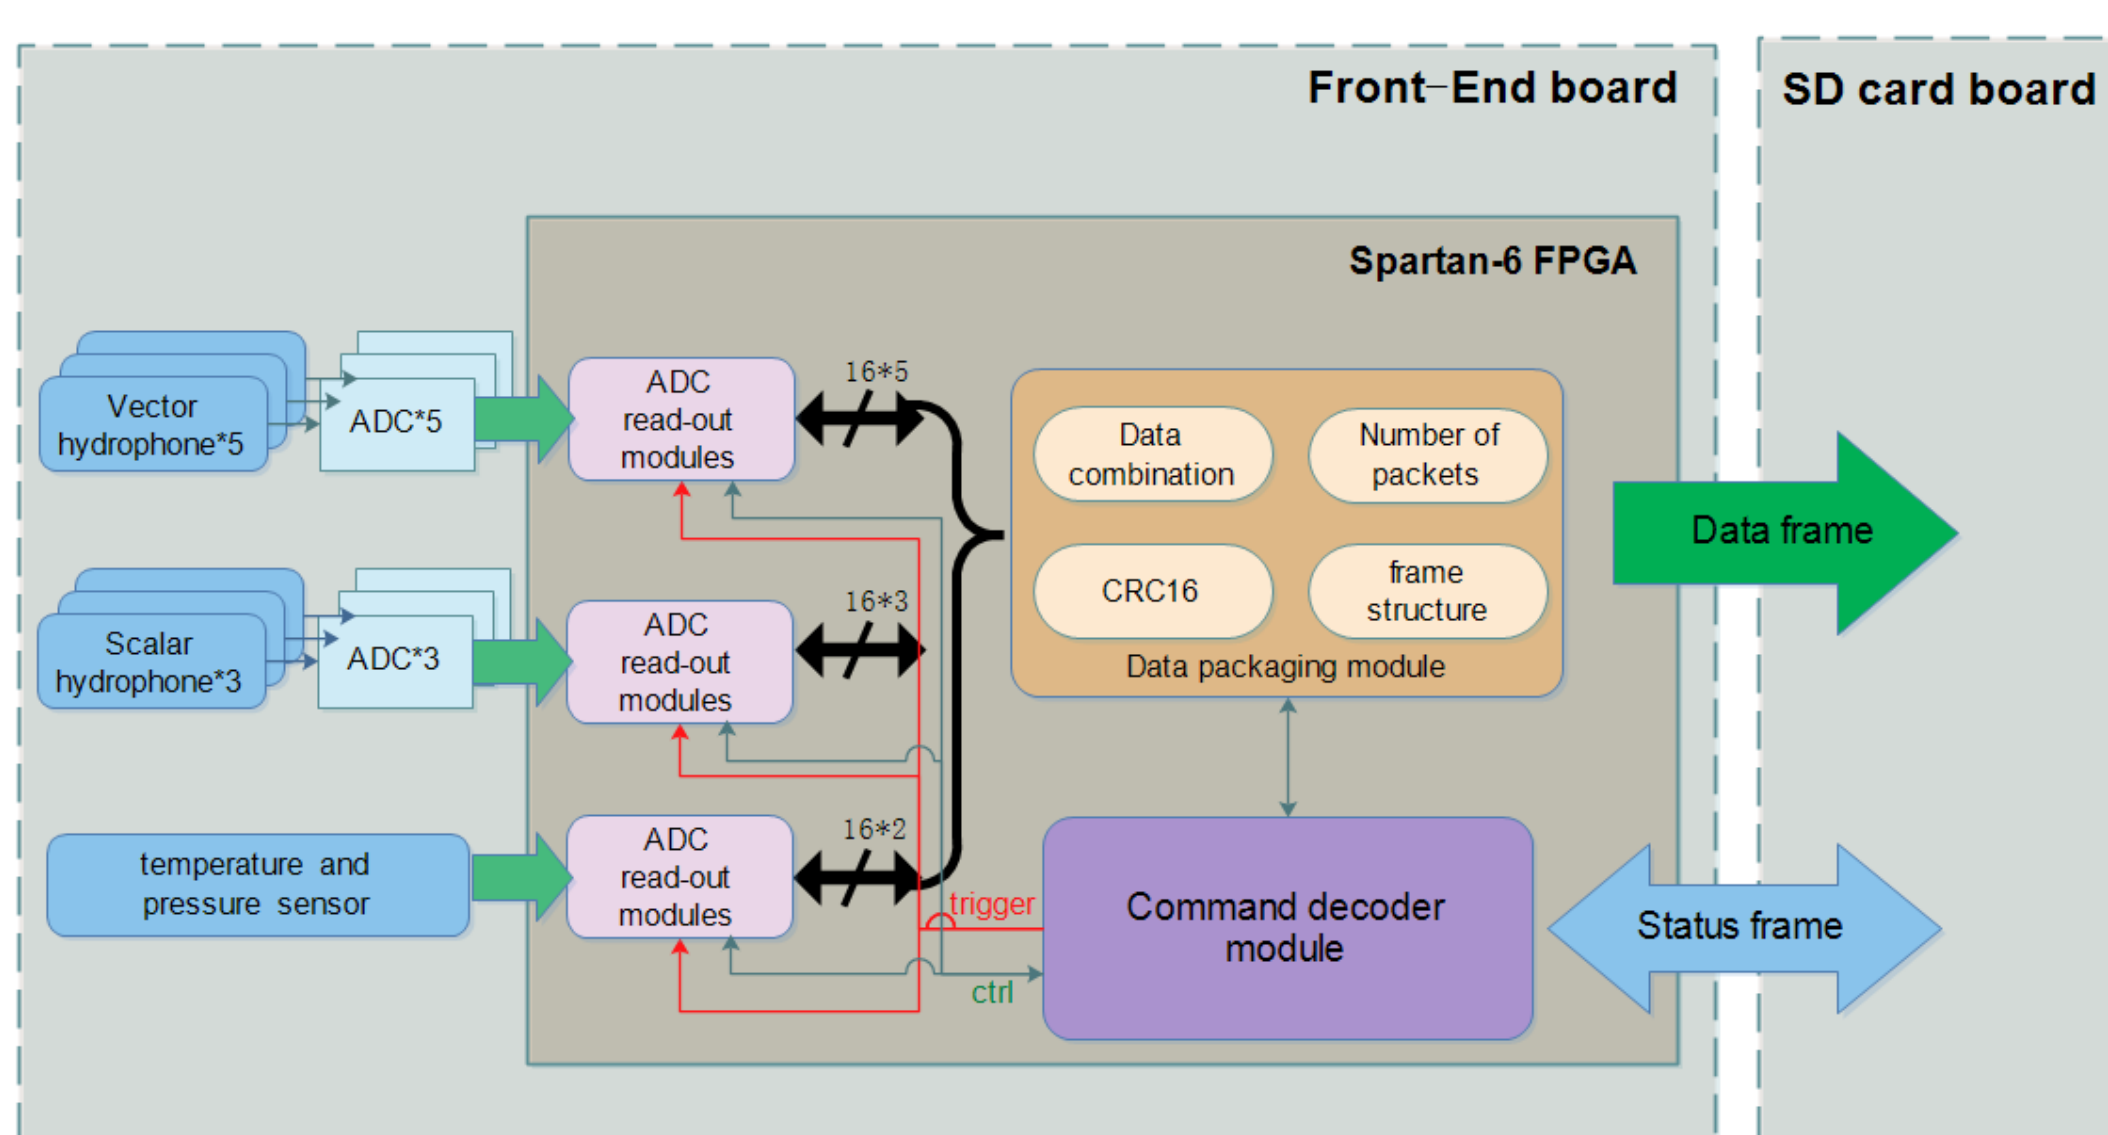 Front-End board
SD card board
Spartan-6 FPGA
Vector
hydrophone*5
ADC*5
ADC
read-out
modules
16*5
Data
combination
Number of
packets
CRC16
frame
structure
Data packaging module
Data frame
Scalar
hydrophone*3
ADC*3
ADC
read-out
modules
16*3
temperature and
pressure sensor
ADC
read-out
modules
16*2
trigger
ctrl
Command decoder
module
Status frame